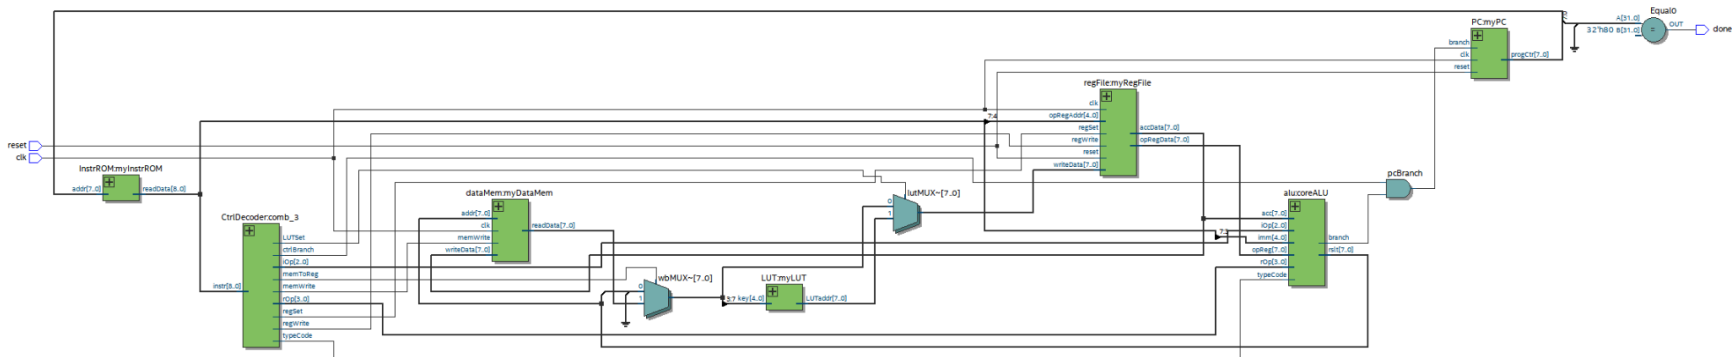 Equal0
A[31..0]
32'h80 B[31..0]
OUT
done
PC:myPC
branch
clk
reset
progCtr[7..0]
regFile:myRegFile
clk
7:4
opRegAddr[4..0]
regSet
regWrite
reset
writeData[7..0]
accData[7..0]
opRegData[7..0]
reset
clk
InstrROM:myInstrROM
addr[7..0]
readData[8..0]
pcBranch
CtrlDecoder:comb_3
instr[8..0]
LUTSet
ctrlBranch
iOp[2..0]
memToReg
memWrite
rOp[3..0]
regSet
regWrite
typeCode
dataMem:myDataMem
addr[7..0]
clk
memWrite
writeData[7..0]
readData[7..0]
lutMUX~[7..0]
0
1
wbMUX~[7..0]
0
1
LUT:myLUT
3:7
key[4..0]
LUTaddr[7..0]
alu:coreALU
acc[7..0]
iOp[2..0]
imm[4..0]
opReg[7..0]
rOp[3..0]
typeCode
branch
rslt[7..0]